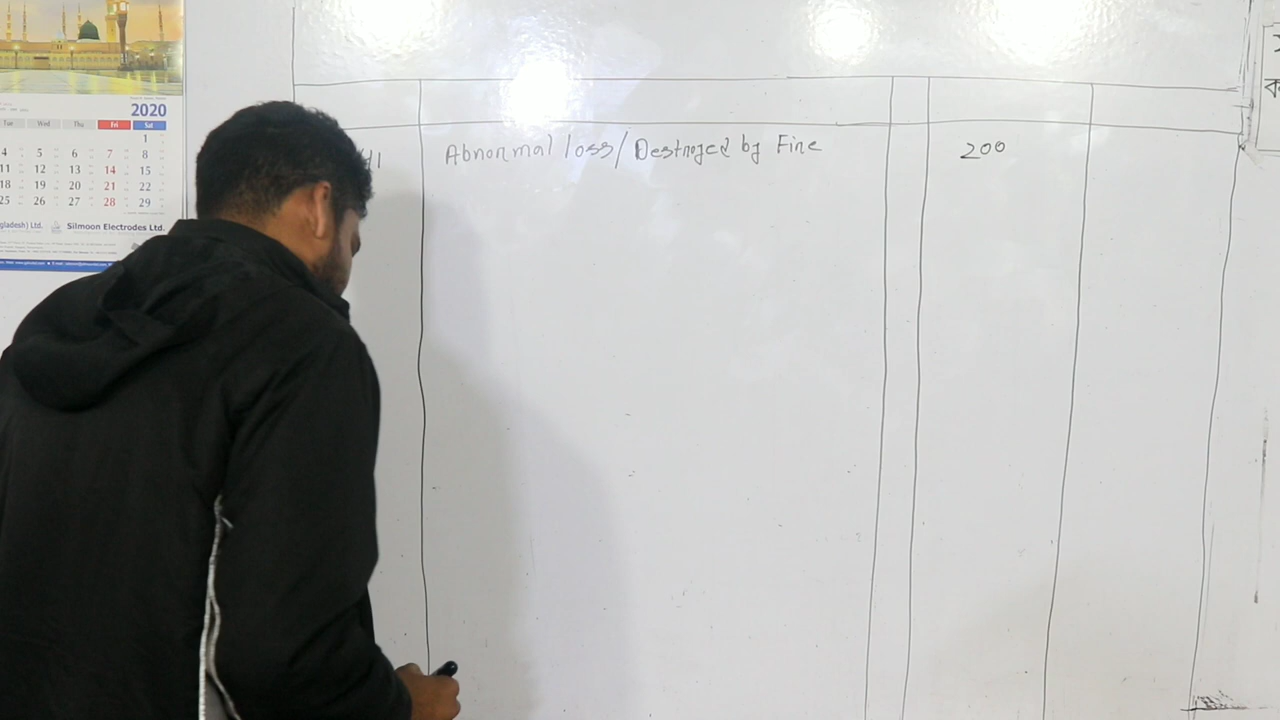 2020
Tue Wed Thu Fri Sat
1
4 5 6 7 8
11 12 13 14 15
18 19 20 21 22
25 26 27 28 29
gladesh) Ltd. Silmoon Electrodes Ltd.
Abnormal loss/Destroyed by Fire 200